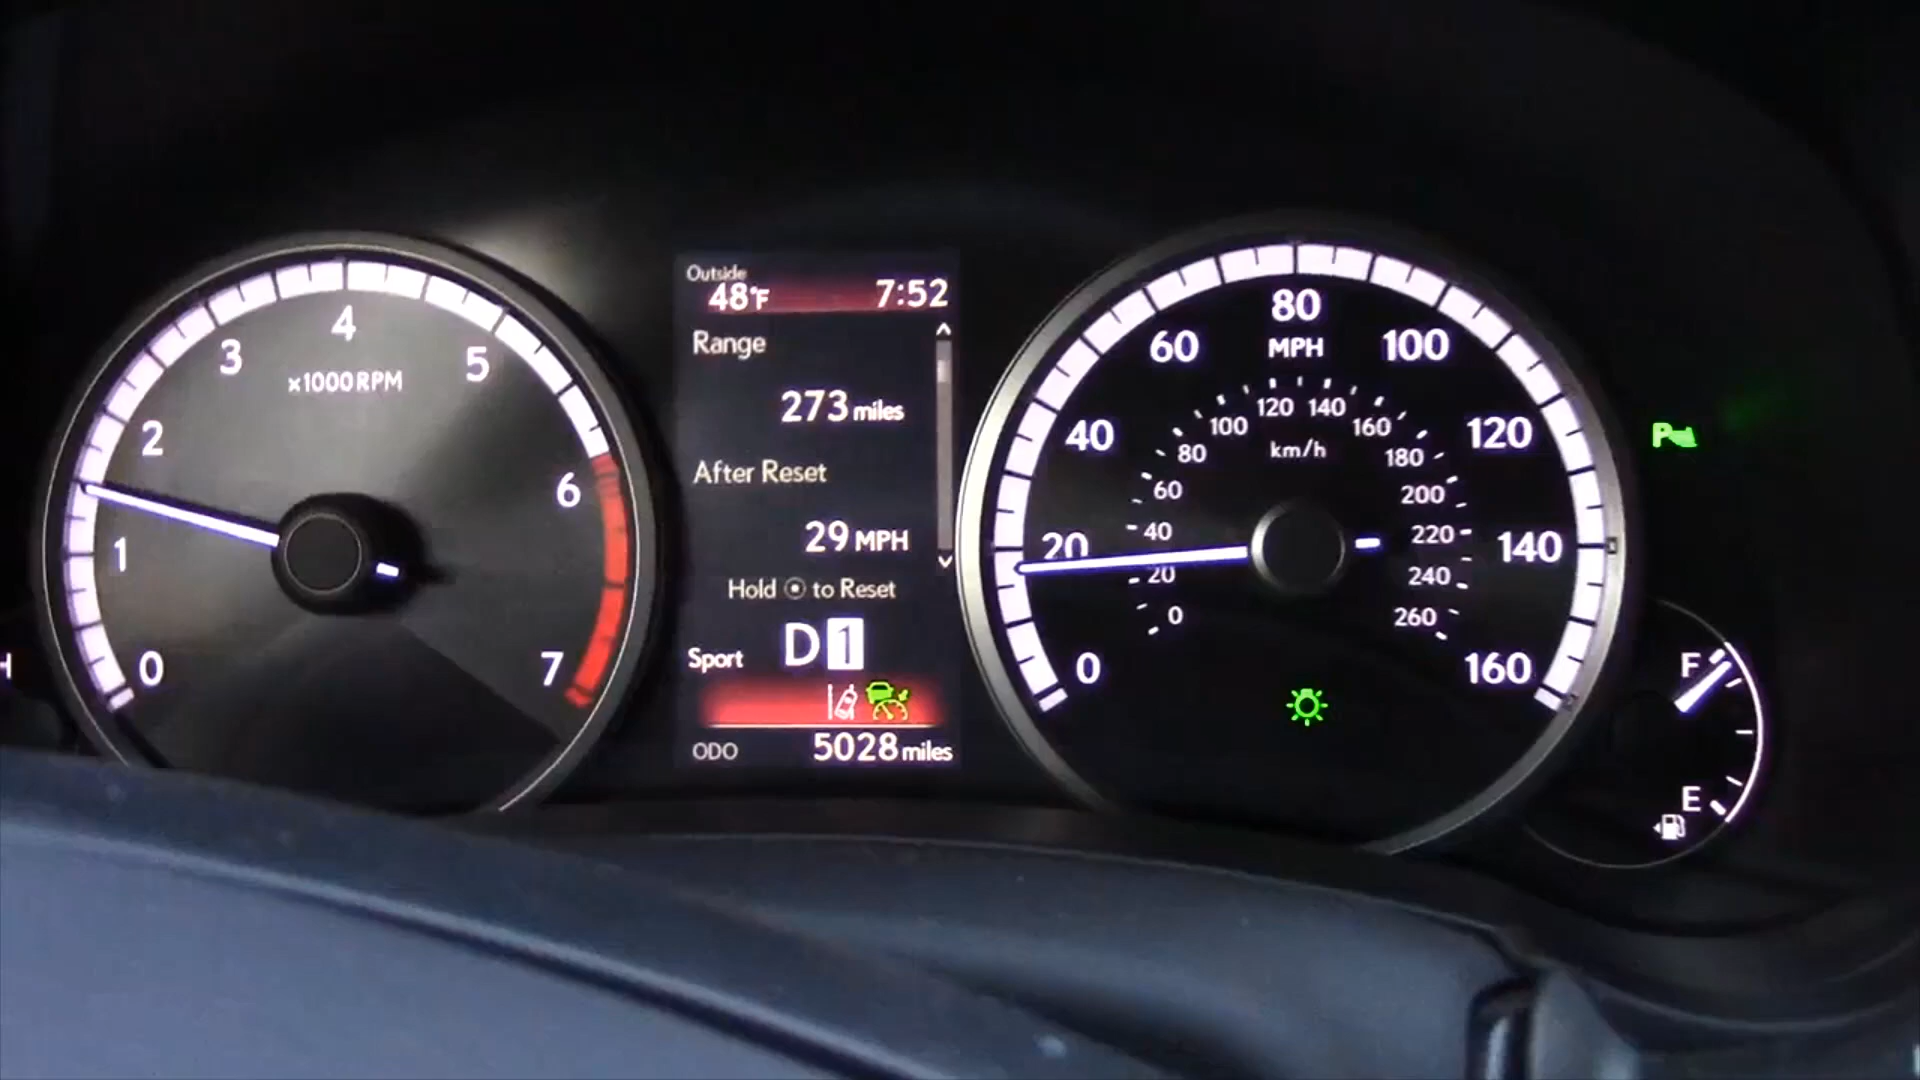 H
0
1
2
3
4
5
6
7
×1000RPM
Outside
48°F 7:52
Range
273 miles
After Reset
29 MPH
Hold to Reset
Sport D 1
ODO 5028 miles
0
20
40
60
80
100
120
140
160
MPH
0
20
40
60
80
100
120
140
160
180
200
220
240
260
km/h
P
F
E